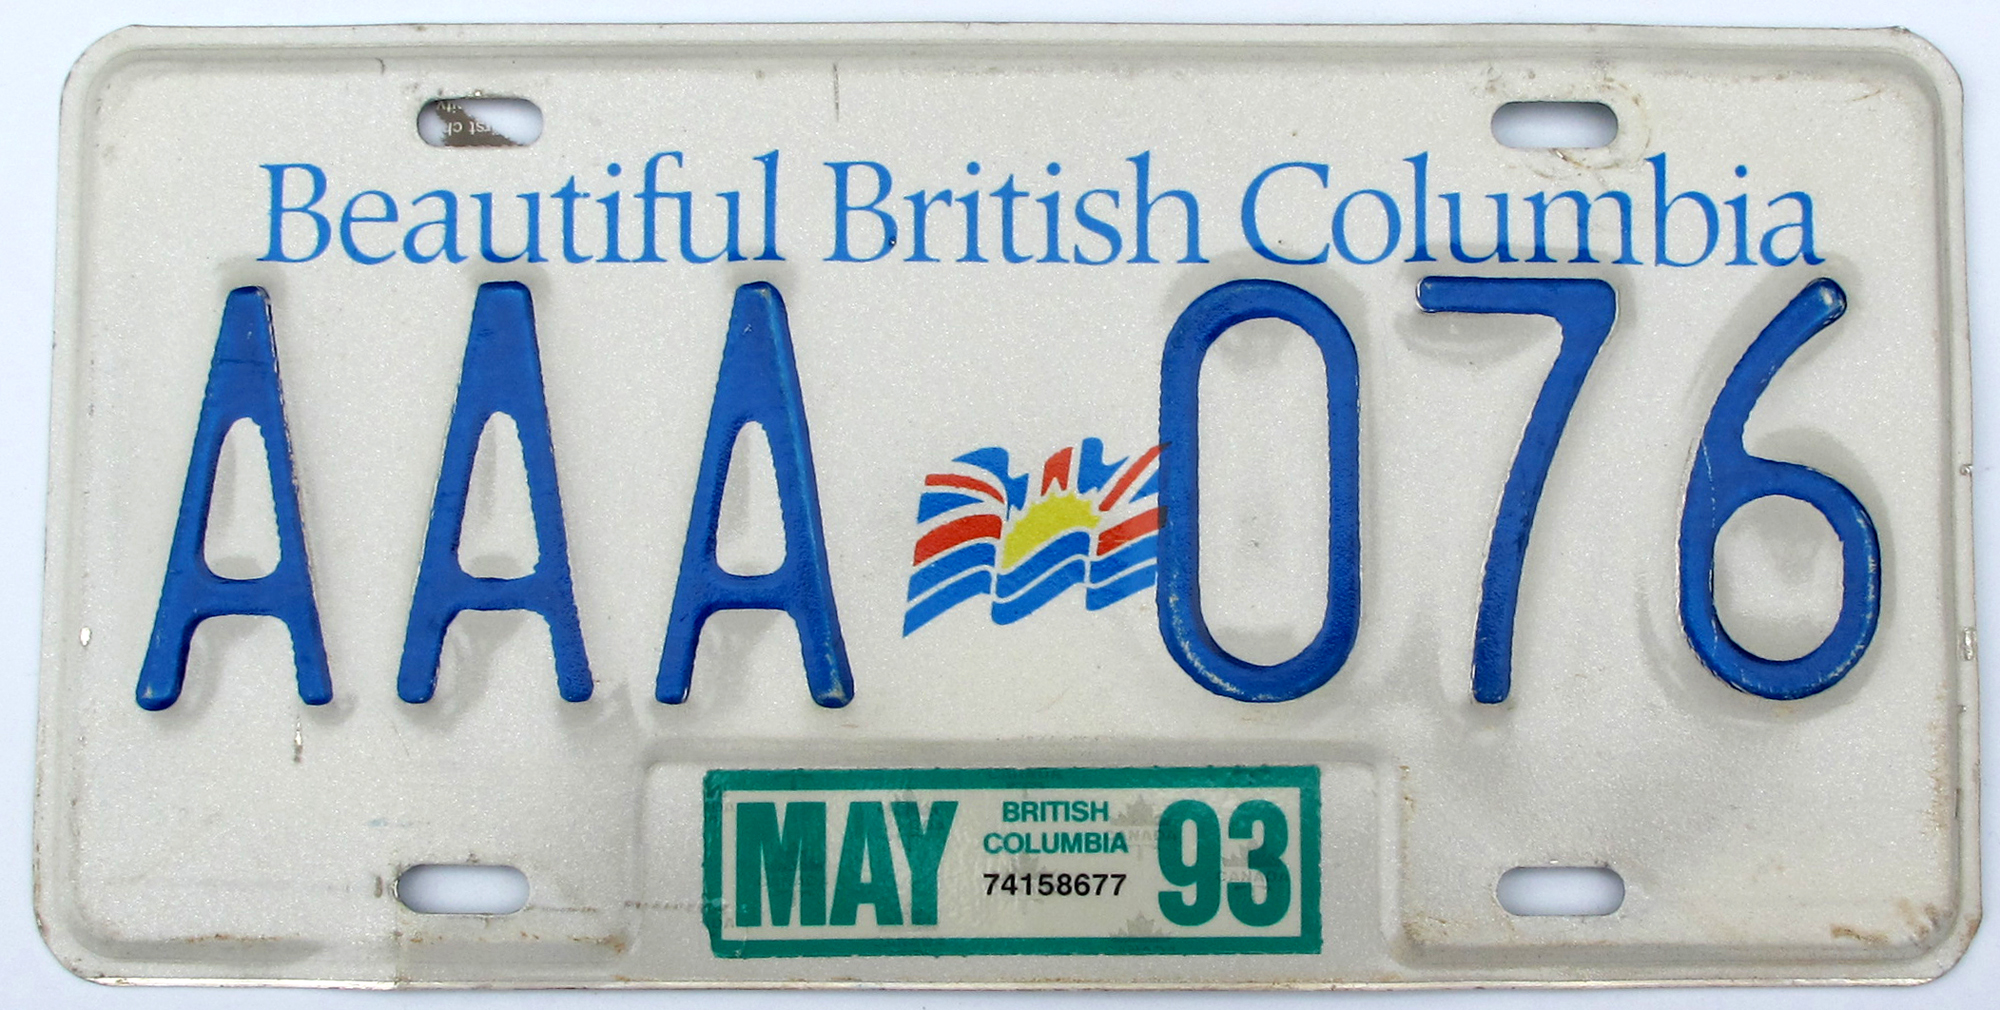 Beautiful British Columbia
AAA 076
MAY BRITISH COLUMBIA 74158677 93